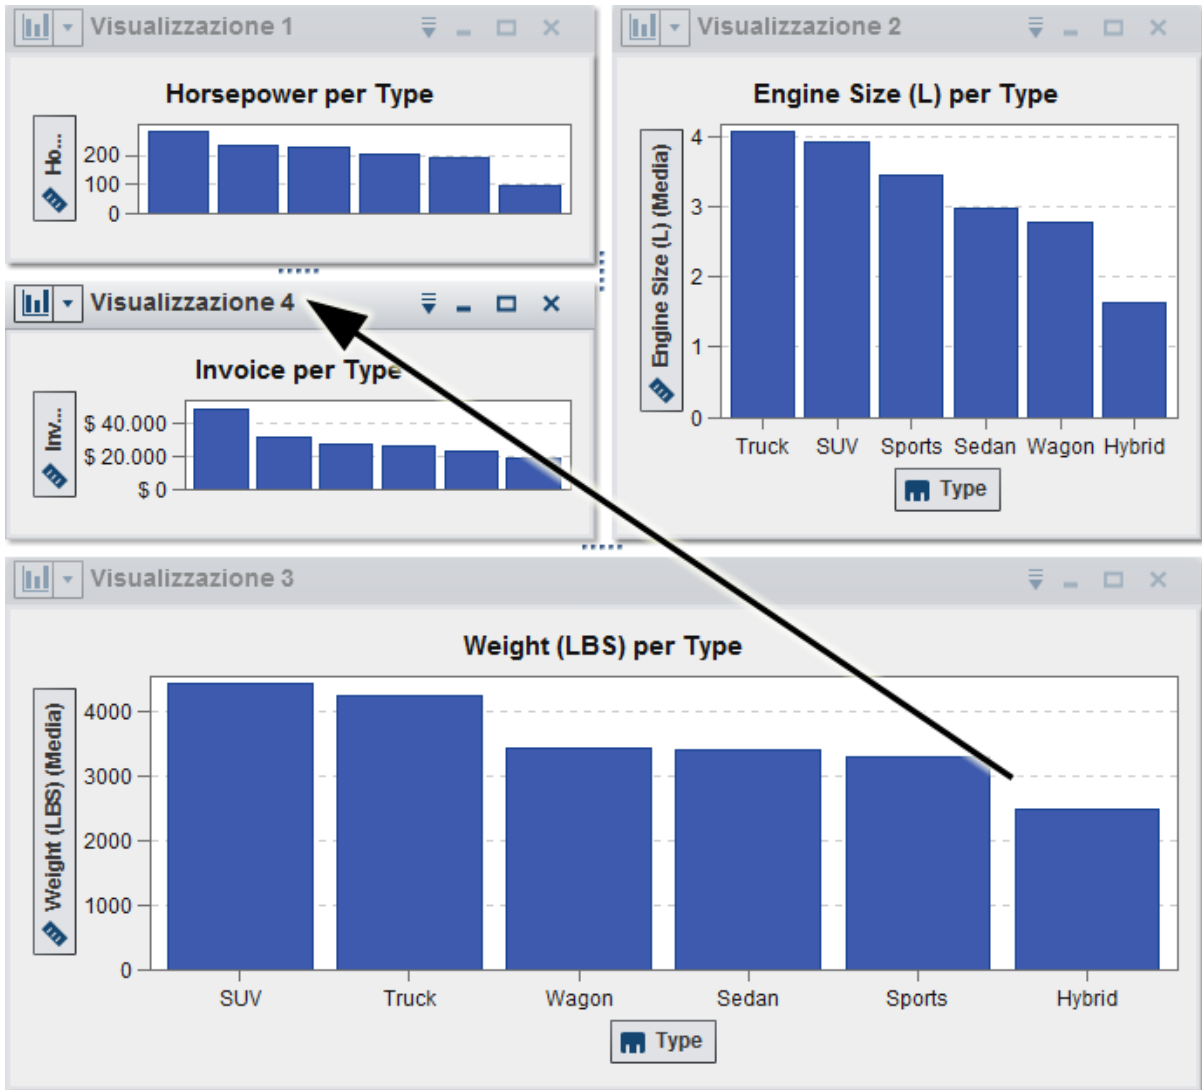 Visualizzazione 1
Horsepower per Type
Ho...
200
100
0
Visualizzazione 2
Engine Size (L) per Type
Engine Size (L) (Media)
4
3
2
1
0
Truck SUV Sports Sedan Wagon Hybrid
Type
Visualizzazione 4
Invoice per Type
Inv...
$ 40.000
$ 20.000
$ 0
Visualizzazione 3
Weight (LBS) per Type
Weight (LBS) (Media)
4000
3000
2000
1000
0
SUV Truck Wagon Sedan Sports Hybrid
Type